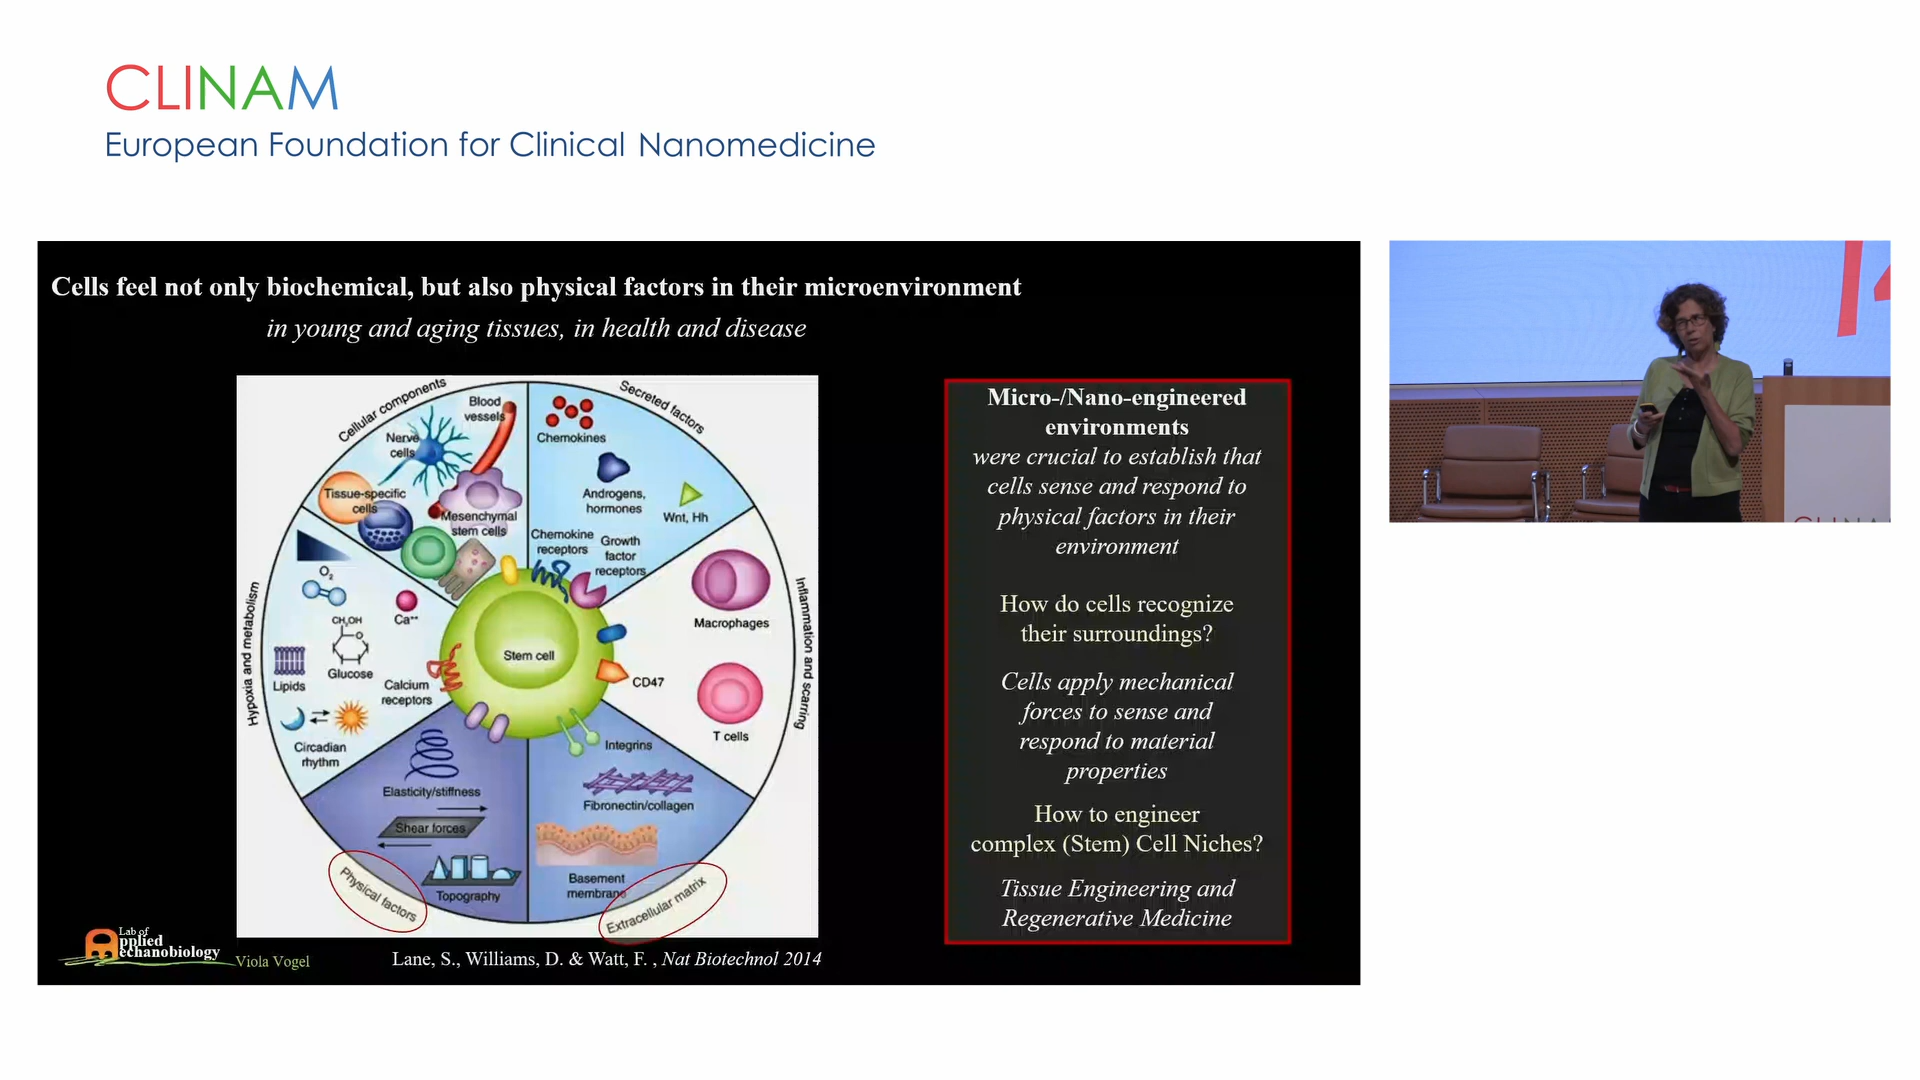 CLINAM
European Foundation for Clinical Nanomedicine
Cells feel not only biochemical, but also physical factors in their microenvironment
in young and aging tissues, in health and disease
Cellular components
Blood
vessels
Nerve
cells
Tissue-specific
cells
Mesenchymal
stem cells
Secreted factors
Chemokines
Androgens,
hormones
Wnt, Hh
Chemokine
receptors
Growth
factor
receptors
Inflammation and scarring
Macrophages
CD47
T cells
Hypoxia and metabolism
O₂
Ca⁺⁺
CH₂OH
O
Glucose
Lipids
Calcium
receptors
Circadian
rhythm
Stem cell
Elasticity/stiffness
Shear forces
Topography
Physical factors
Integrins
Fibronectin/collagen
Basement
membrane
Extracellular matrix
Lab of
pplied
echanobiology
Viola Vogel
Lane, S., Williams, D. & Watt, F. , Nat Biotechnol 2014
Micro-/Nano-engineered
environments
were crucial to establish that
cells sense and respond to
physical factors in their
environment
How do cells recognize
their surroundings?
Cells apply mechanical
forces to sense and
respond to material
properties
How to engineer
complex (Stem) Cell Niches?
Tissue Engineering and
Regenerative Medicine